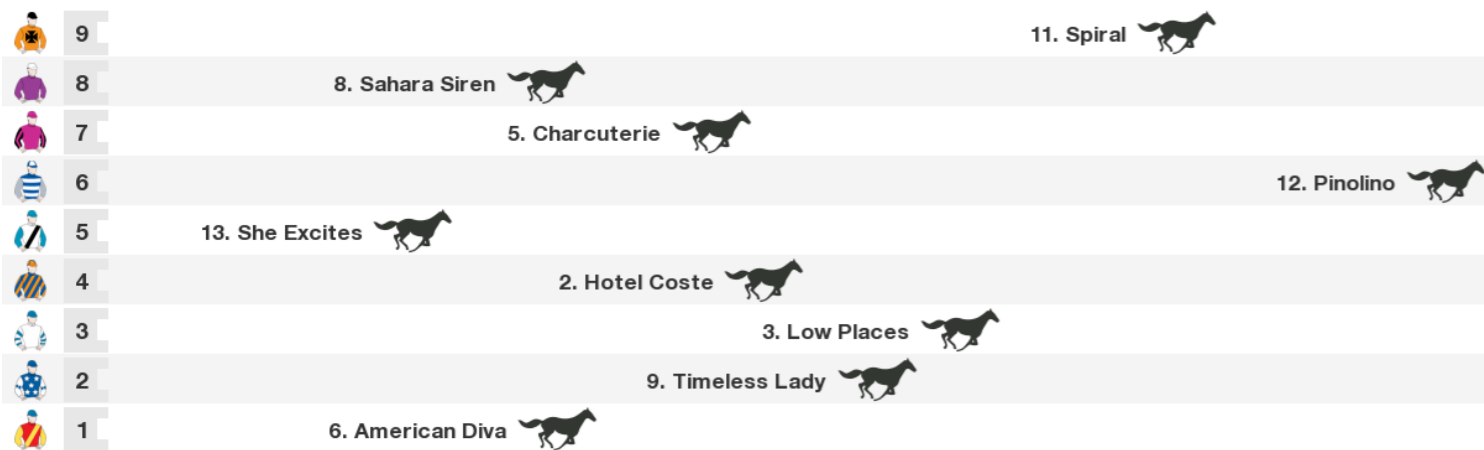 9 11. Spiral
8 8. Sahara Siren
7 5. Charcuterie
6 12. Pinolino
5 13. She Excites
4 2. Hotel Coste
3 3. Low Places
2 9. Timeless Lady
1 6. American Diva